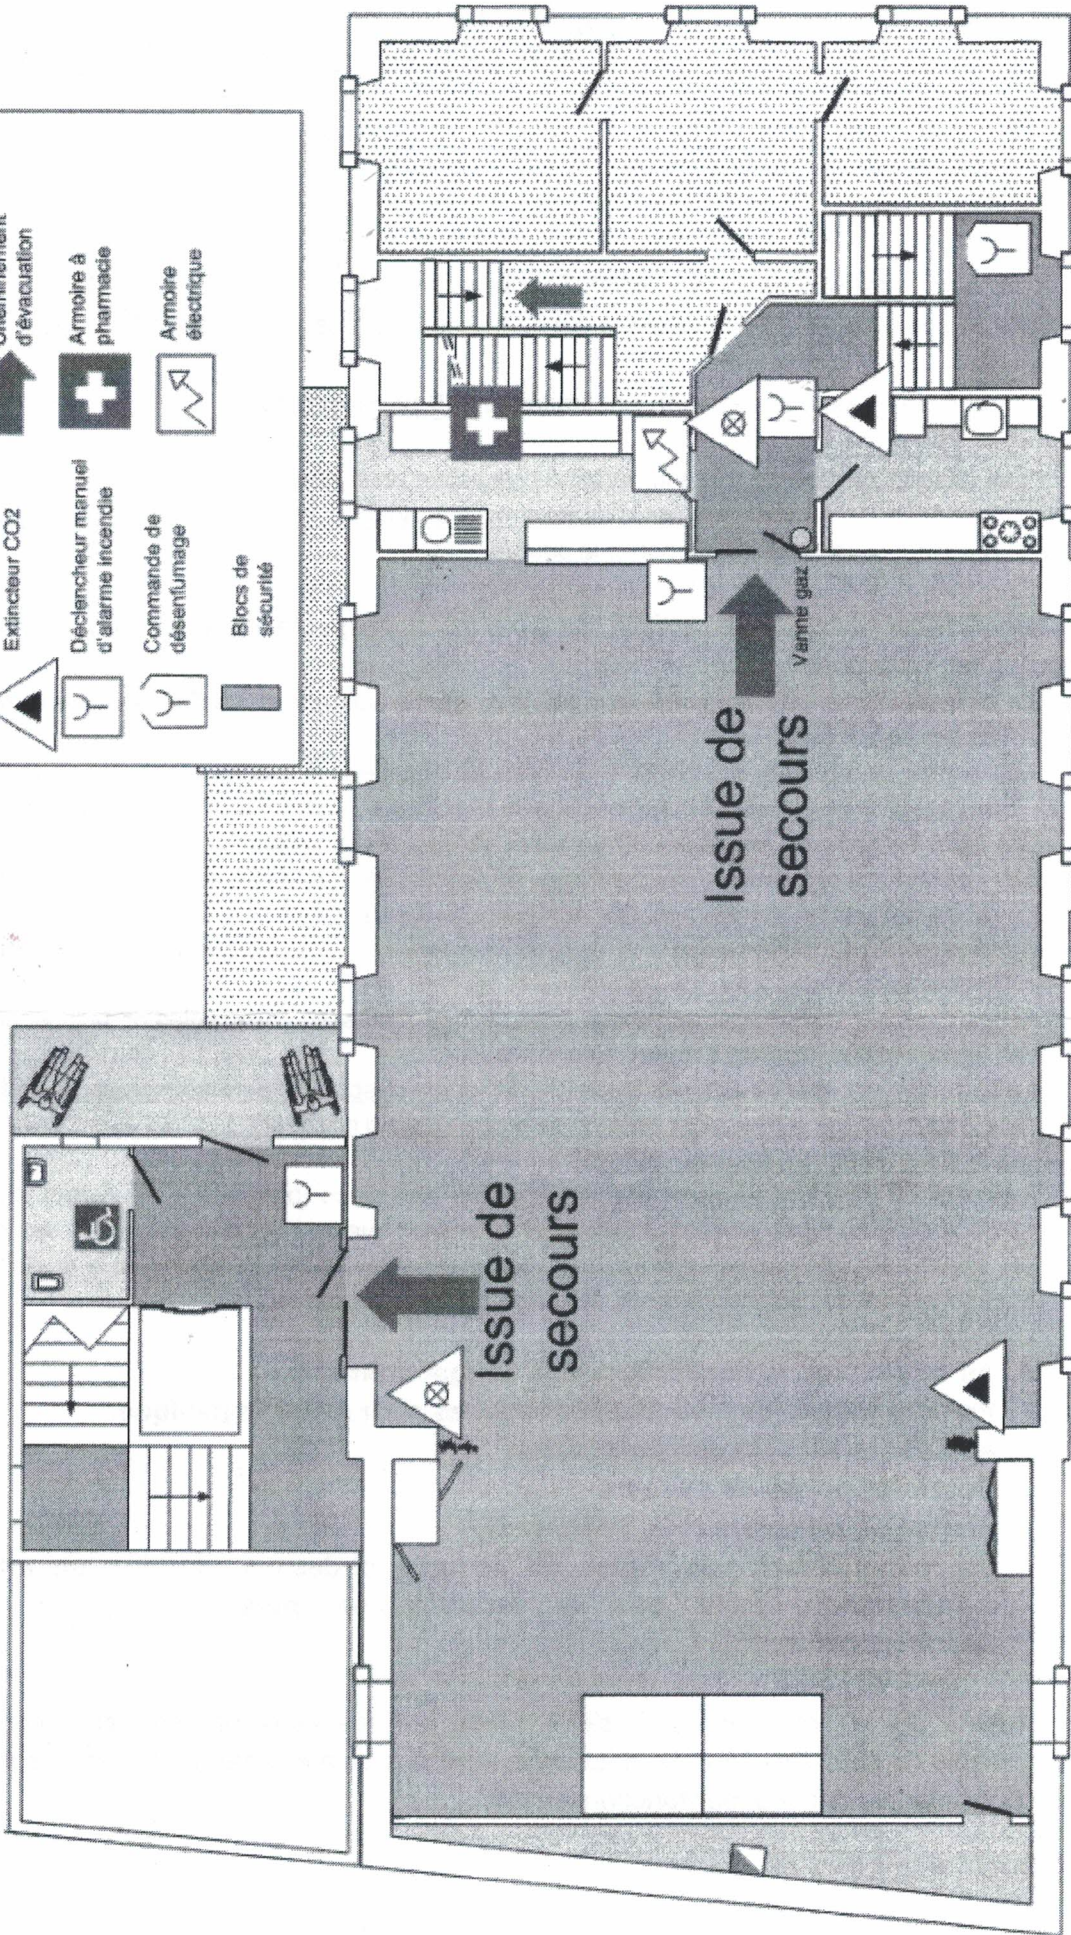 d'évacuation
Armoire à
pharmacie
Armoire
électrique
Extincteur CO2
Déclencheur manuel
d'alarme incendie
Commande de
désenfumage
Blocs de
sécurité
Issue de
secours
Vanne gaz
Issue de
secours